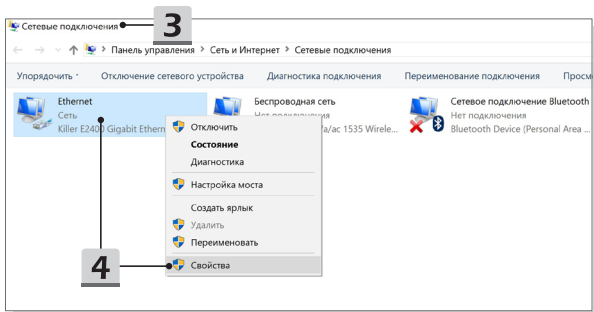 Сетевые подключения
3
Панель управления > Сеть и Интернет > Сетевые подключения
Упорядочить Отключение сетевого устройства Диагностика подключения Переименование подключения Просм
Ethernet
Сеть
Killer E2400 Gigabit Ethern
Беспроводная сеть
Нет подключения
/a/ac 1535 Wirele...
Сетевое подключение Bluetooth
Нет подключения
Bluetooth Device (Personal Area ...
Отключить
Состояние
Диагностика
Настройка моста
Создать ярлык
Удалить
Переименовать
Свойства
4